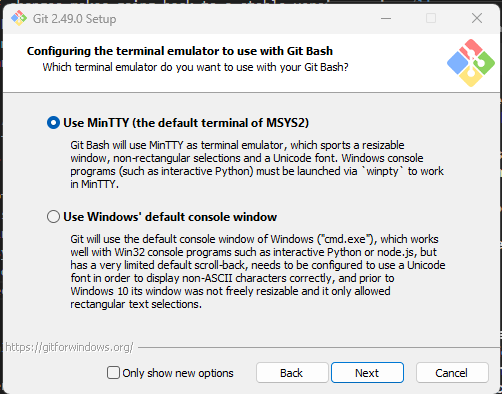 Git 2.49.0 Setup
Configuring the terminal emulator to use with Git Bash
Which terminal emulator do you want to use with your Git Bash?
Use MinTTY (the default terminal of MSYS2)
Git Bash will use MinTTY as terminal emulator, which sports a resizable
window, non-rectangular selections and a Unicode font. Windows console
programs (such as interactive Python) must be launched via `winpty` to work
in MinTTY.
Use Windows' default console window
Git will use the default console window of Windows ("cmd.exe"), which works
well with Win32 console programs such as interactive Python or node.js, but
has a very limited default scroll-back, needs to be configured to use a Unicode
font in order to display non-ASCII characters correctly, and prior to
Windows 10 its window was not freely resizable and it only allowed
rectangular text selections.
https://gitforwindows.org/
Only show new options
Back
Next
Cancel